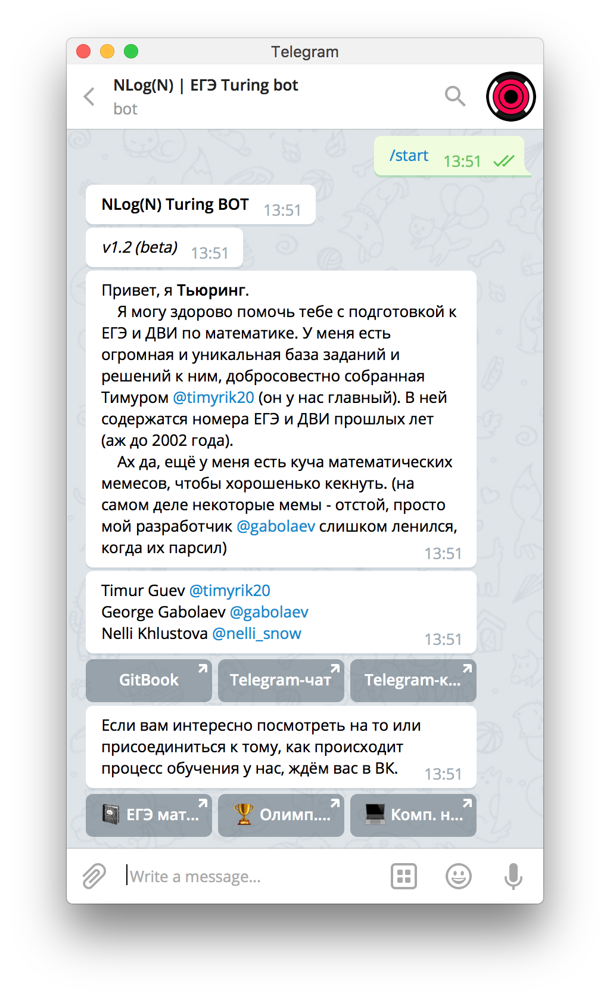 Telegram
NLog(N) | ЕГЭ Turing bot
bot
/start 13:51
NLog(N) Turing BOT 13:51
v1.2 (beta) 13:51
Привет, я Тьюринг.
Я могу здорово помочь тебе с подготовкой к
ЕГЭ и ДВИ по математике. У меня есть
огромная и уникальная база заданий и
решений к ним, добросовестно собранная
Тимуром @timyrik20 (он у нас главный). В ней
содержатся номера ЕГЭ и ДВИ прошлых лет
(аж до 2002 года).
Ах да, ещё у меня есть куча математических
мемесов, чтобы хорошенько кекнуть. (на
самом деле некоторые мемы - отстой, просто
мой разработчик @gabolaev слишком ленился,
когда их парсил) 13:51
Timur Guev @timyrik20
George Gabolaev @gabolaev
Nelli Khlustova @nelli_snow 13:51
GitBook Telegram-чат Telegram-к...
Если вам интересно посмотреть на то или
присоединиться к тому, как происходит
процесс обучения у нас, ждём вас в ВК. 13:51
ЕГЭ мат... Олимп.... Комп. н...
Write a message...